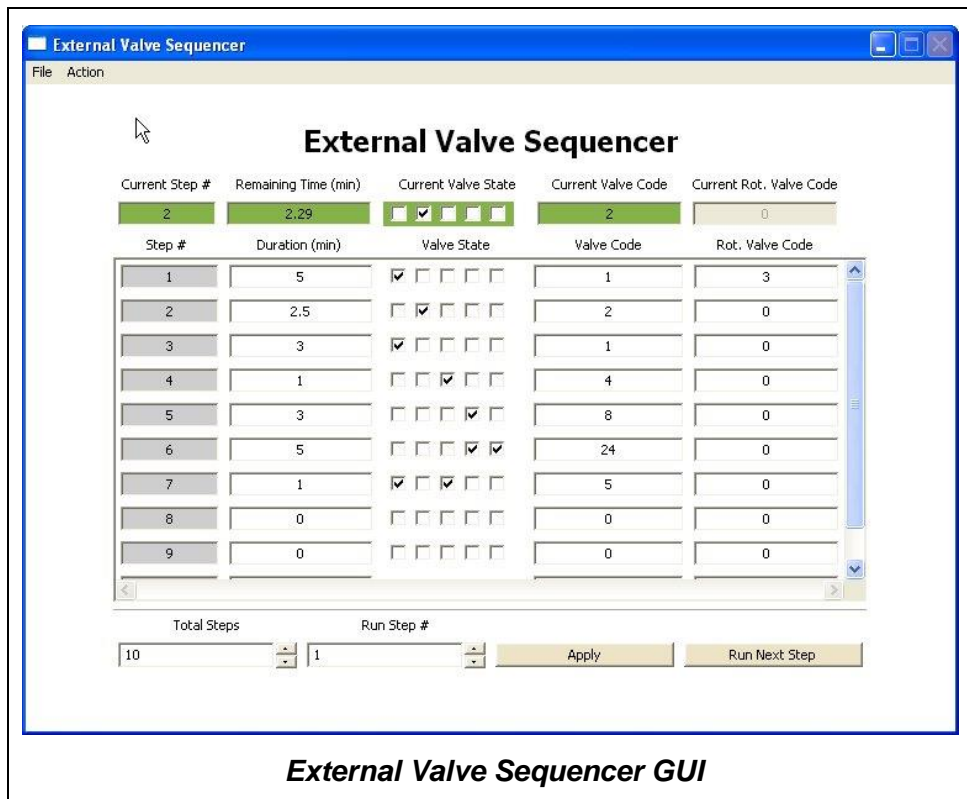 External Valve Sequencer
File Action
External Valve Sequencer
Current Step # Remaining Time (min) Current Valve State Current Valve Code Current Rot. Valve Code
2 2.29 2 0
Step # Duration (min) Valve State Valve Code Rot. Valve Code
1 5 1 3
2 2.5 2 0
3 3 1 0
4 1 4 0
5 3 8 0
6 5 24 0
7 1 5 0
8 0 0 0
9 0 0 0
Total Steps Run Step #
10 1 Apply Run Next Step
External Valve Sequencer GUI